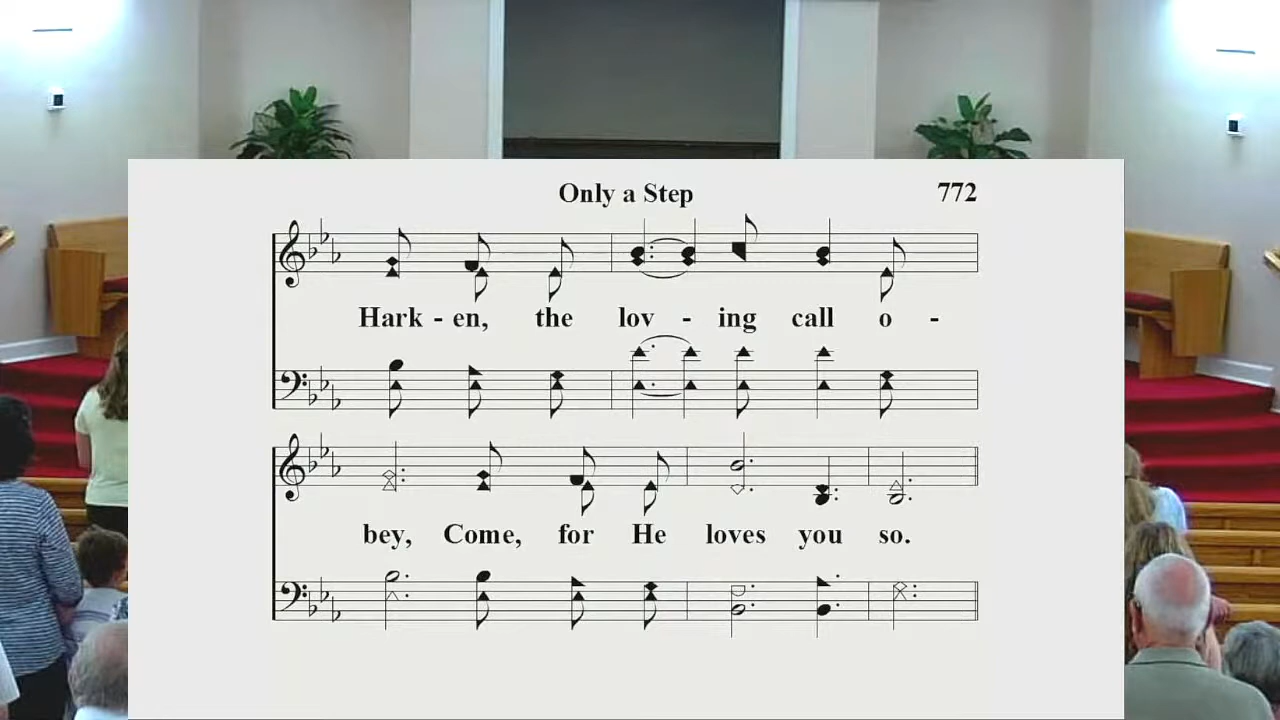 Only a Step 772
Hark - en, the lov - ing call o -
bey, Come, for He loves you so.